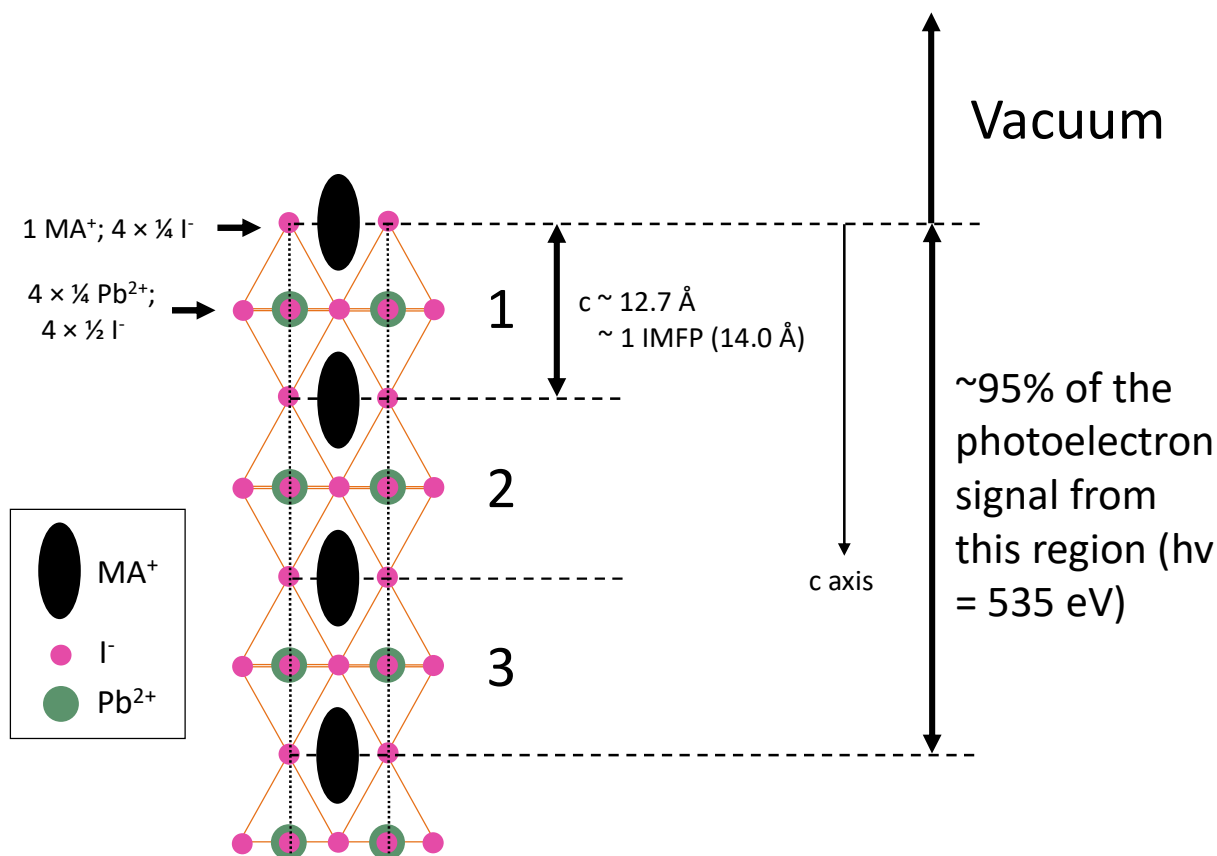 Vacuum
1 MA⁺; 4 × ¼ I⁻
4 × ¼ Pb²⁺;
4 × ½ I⁻
1
c ~ 12.7 Å
~ 1 IMFP (14.0 Å)
~95% of the
photoelectron
signal from
this region (hv
= 535 eV)
2
c axis
3
MA⁺
I⁻
Pb²⁺